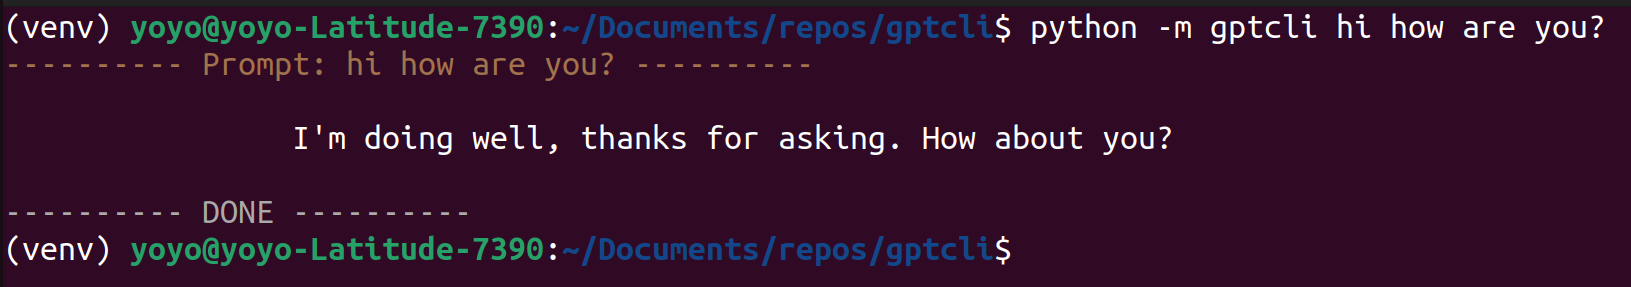 (venv) yoyo@yoyo-Latitude-7390:~/Documents/repos/gptcli$ python -m gptcli hi how are you?
---------- Prompt: hi how are you? ----------
I'm doing well, thanks for asking. How about you?
---------- DONE ----------
(venv) yoyo@yoyo-Latitude-7390:~/Documents/repos/gptcli$